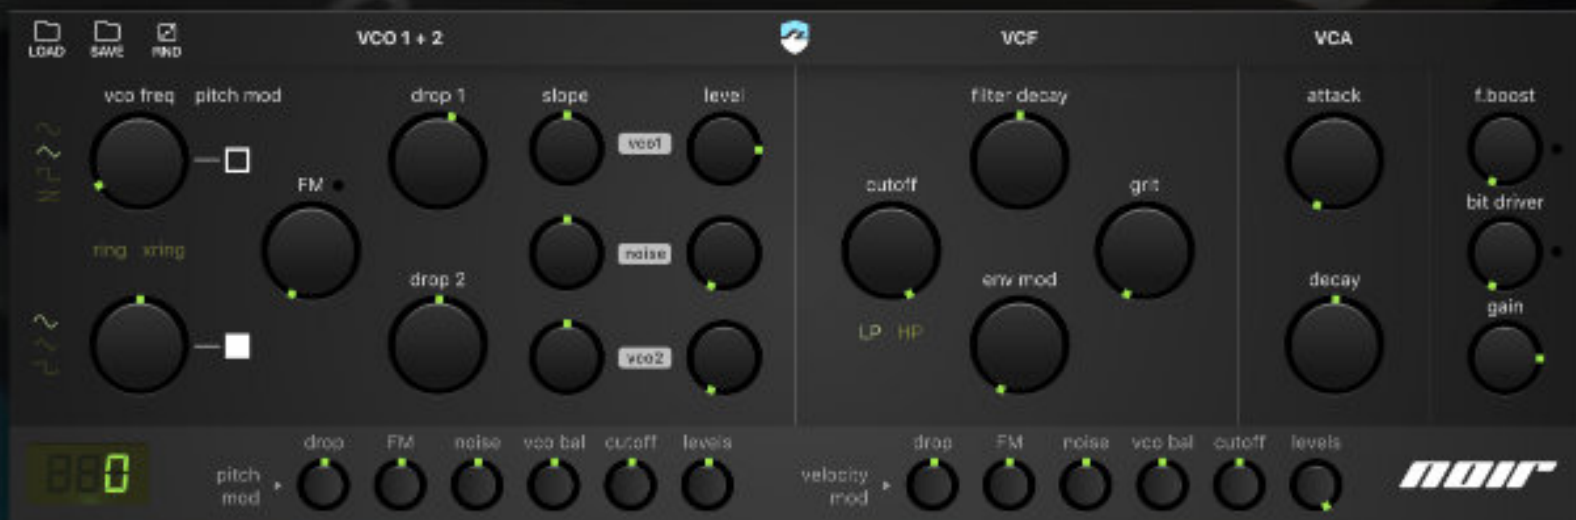 VCO 1 + 2
VCF
VCA
LOAD SAVE RND
vco freq pitch mod drop 1 slope level filter decay attack f.boost
vco1
FM cutoff grit
bit driver
ring xring noise
drop 2 env mod decay
gain
LP HP
vco2
drop FM noise vco bal cutoff levels drop FM noise vco bal cutoff levels
0
pitch
mod
velocity
mod
noir